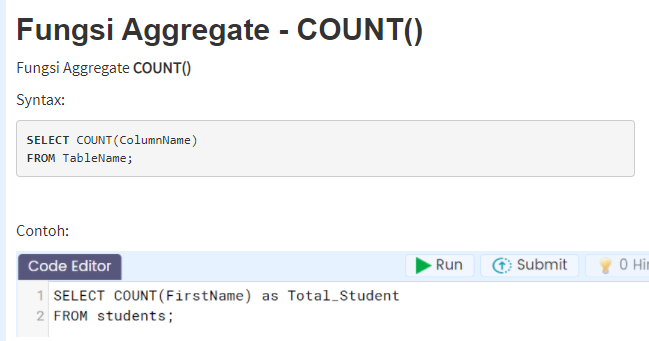 Fungsi Aggregate - COUNT()
Fungsi Aggregate COUNT()
Syntax:
SELECT COUNT(ColumnName)
FROM TableName;
Contoh:
Code Editor Run Submit 0 Hi
1 SELECT COUNT(FirstName) as Total_Student
2 FROM students;